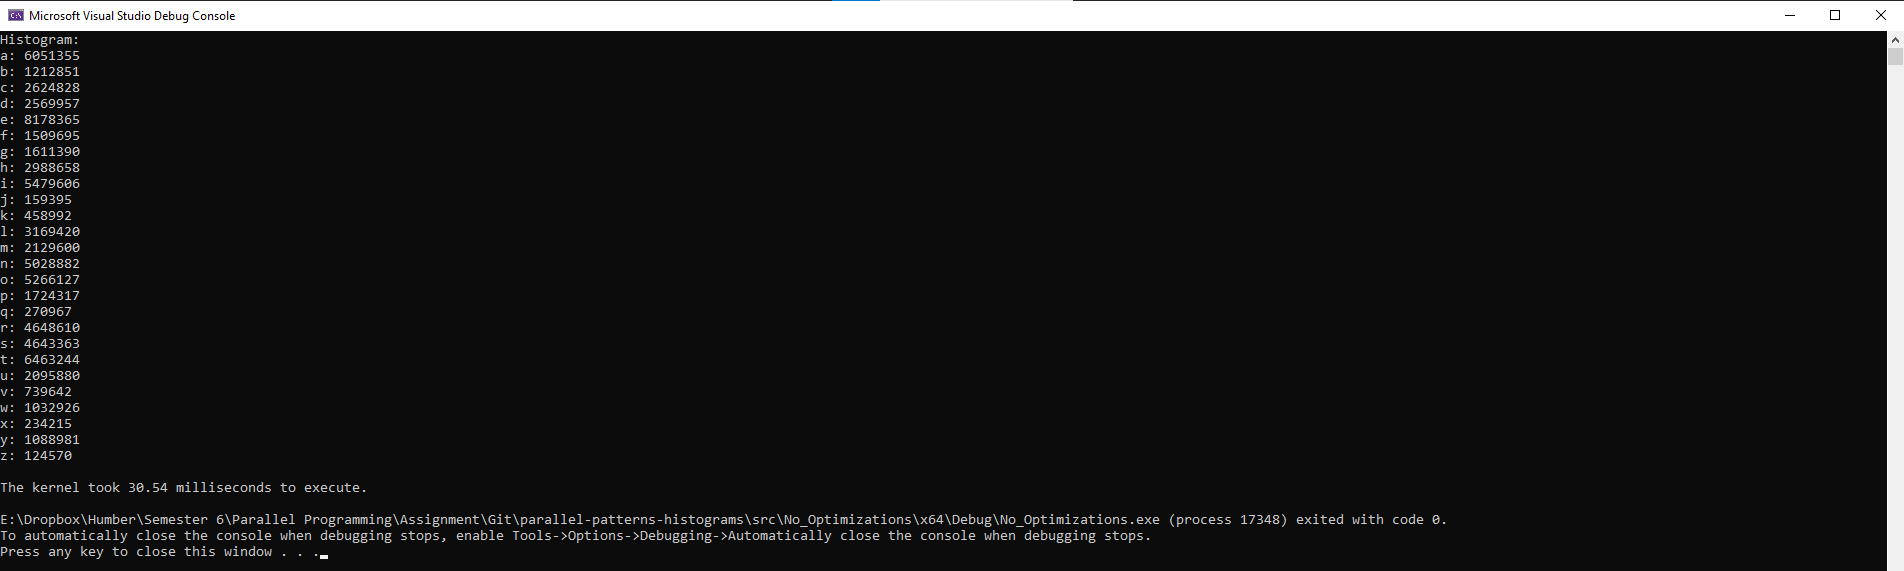 Microsoft Visual Studio Debug Console
Histogram:
a: 6051355
b: 1212851
c: 2624828
d: 2569957
e: 8178365
f: 1509695
g: 1611390
h: 2988658
i: 5479606
j: 159395
k: 458992
l: 3169420
m: 2129600
n: 5028882
o: 5266127
p: 1724317
q: 270967
r: 4648610
s: 4643363
t: 6463244
u: 2095880
v: 739642
w: 1032926
x: 234215
y: 1088981
z: 124570
The kernel took 30.54 milliseconds to execute.
E:\Dropbox\Humber\Semester 6\Parallel Programming\Assignment\Git\parallel-patterns-histograms\src\No_Optimizations\x64\Debug\No_Optimizations.exe (process 17348) exited with code 0.
To automatically close the console when debugging stops, enable Tools->Options->Debugging->Automatically close the console when debugging stops.
Press any key to close this window . . .